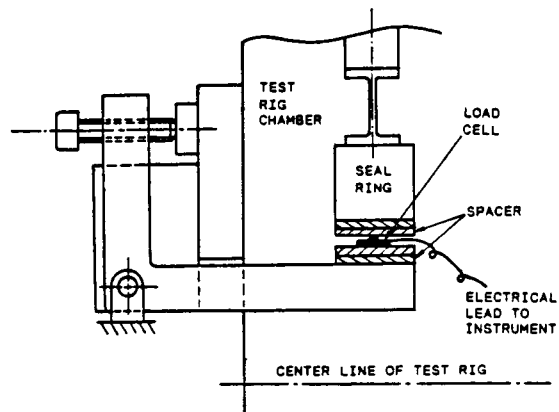 TEST
RIG
CHAMBER
LOAD
CELL
SEAL
RING
SPACER
ELECTRICAL
LEAD TO
INSTRUMENT
CENTER LINE OF TEST RIG